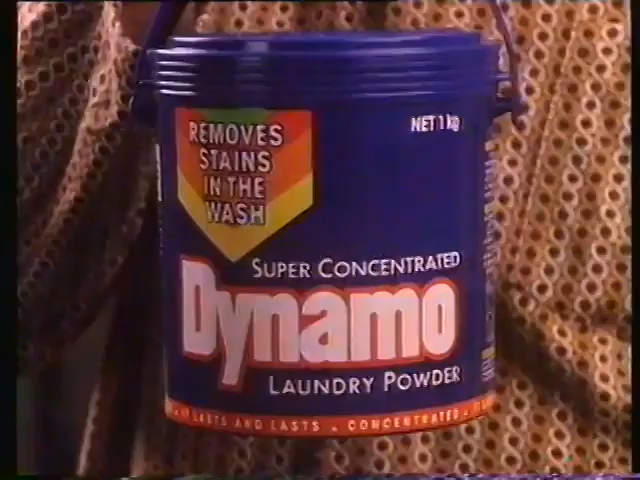 REMOVES
STAINS
IN THE
WASH
NET 1 kg
SUPER CONCENTRATED
Dynamo
LAUNDRY POWDER
LASTS AND LASTS • CONCENTRATED •